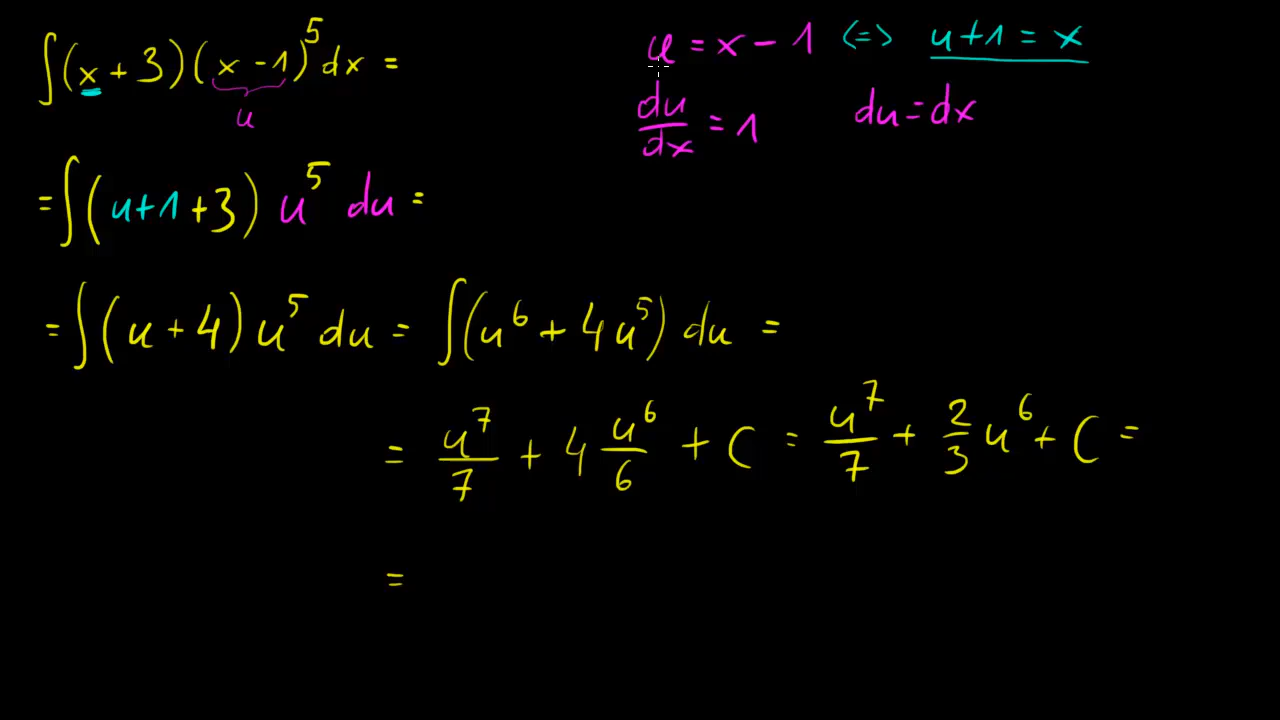 ∫(x + 3)(x - 1)^5 dx =
u
u = x - 1 (=> u+1 = x
du/dx = 1 du = dx
= ∫(u+1 +3) u^5 du =
= ∫(u + 4) u^5 du = ∫(u^6 + 4u^5) du =
= u^7/7 + 4 u^6/6 + C = u^7/7 + 2/3 u^6 + C =
=